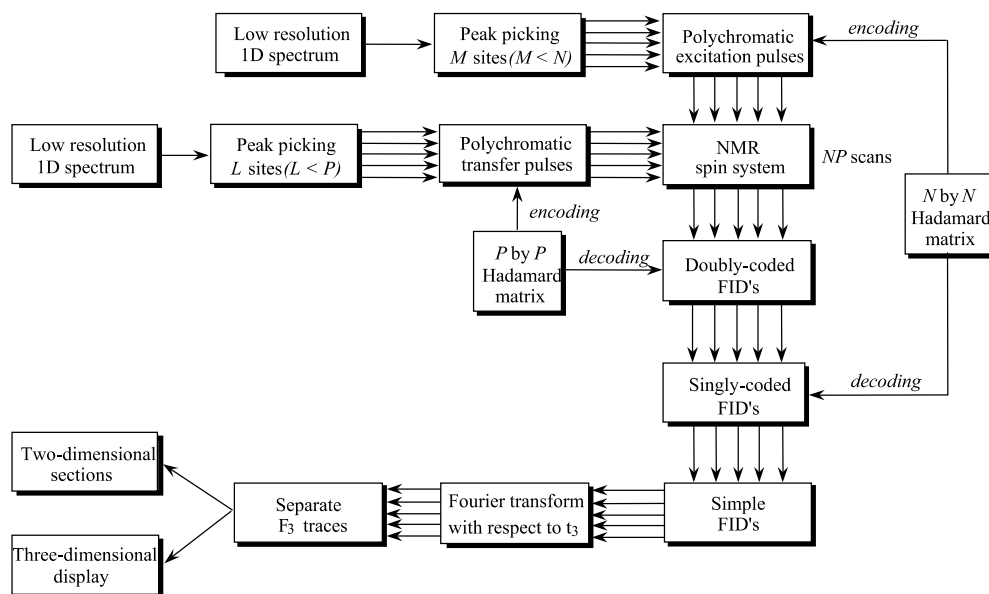 Low resolution
1D spectrum
Peak picking
M sites(M < N)
Polychromatic
excitation pulses
encoding
Low resolution
1D spectrum
Peak picking
L sites(L < P)
Polychromatic
transfer pulses
NMR
spin system
NP scans
encoding
N by N
Hadamard
matrix
P by P
Hadamard
matrix
decoding
Doubly-coded
FID's
Singly-coded
FID's
decoding
Two-dimensional
sections
Separate
F3 traces
Fourier transform
with respect to t3
Simple
FID's
Three-dimensional
display